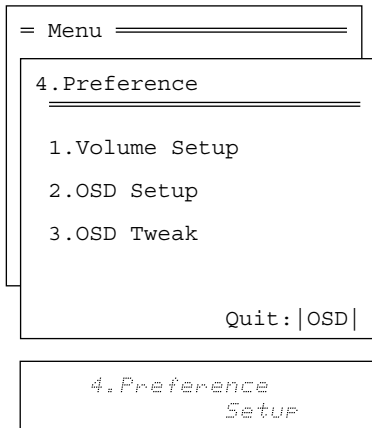 = Menu
4.Preference
1.Volume Setup
2.OSD Setup
3.OSD Tweak
Quit:|OSD|
4.Preference
Setup